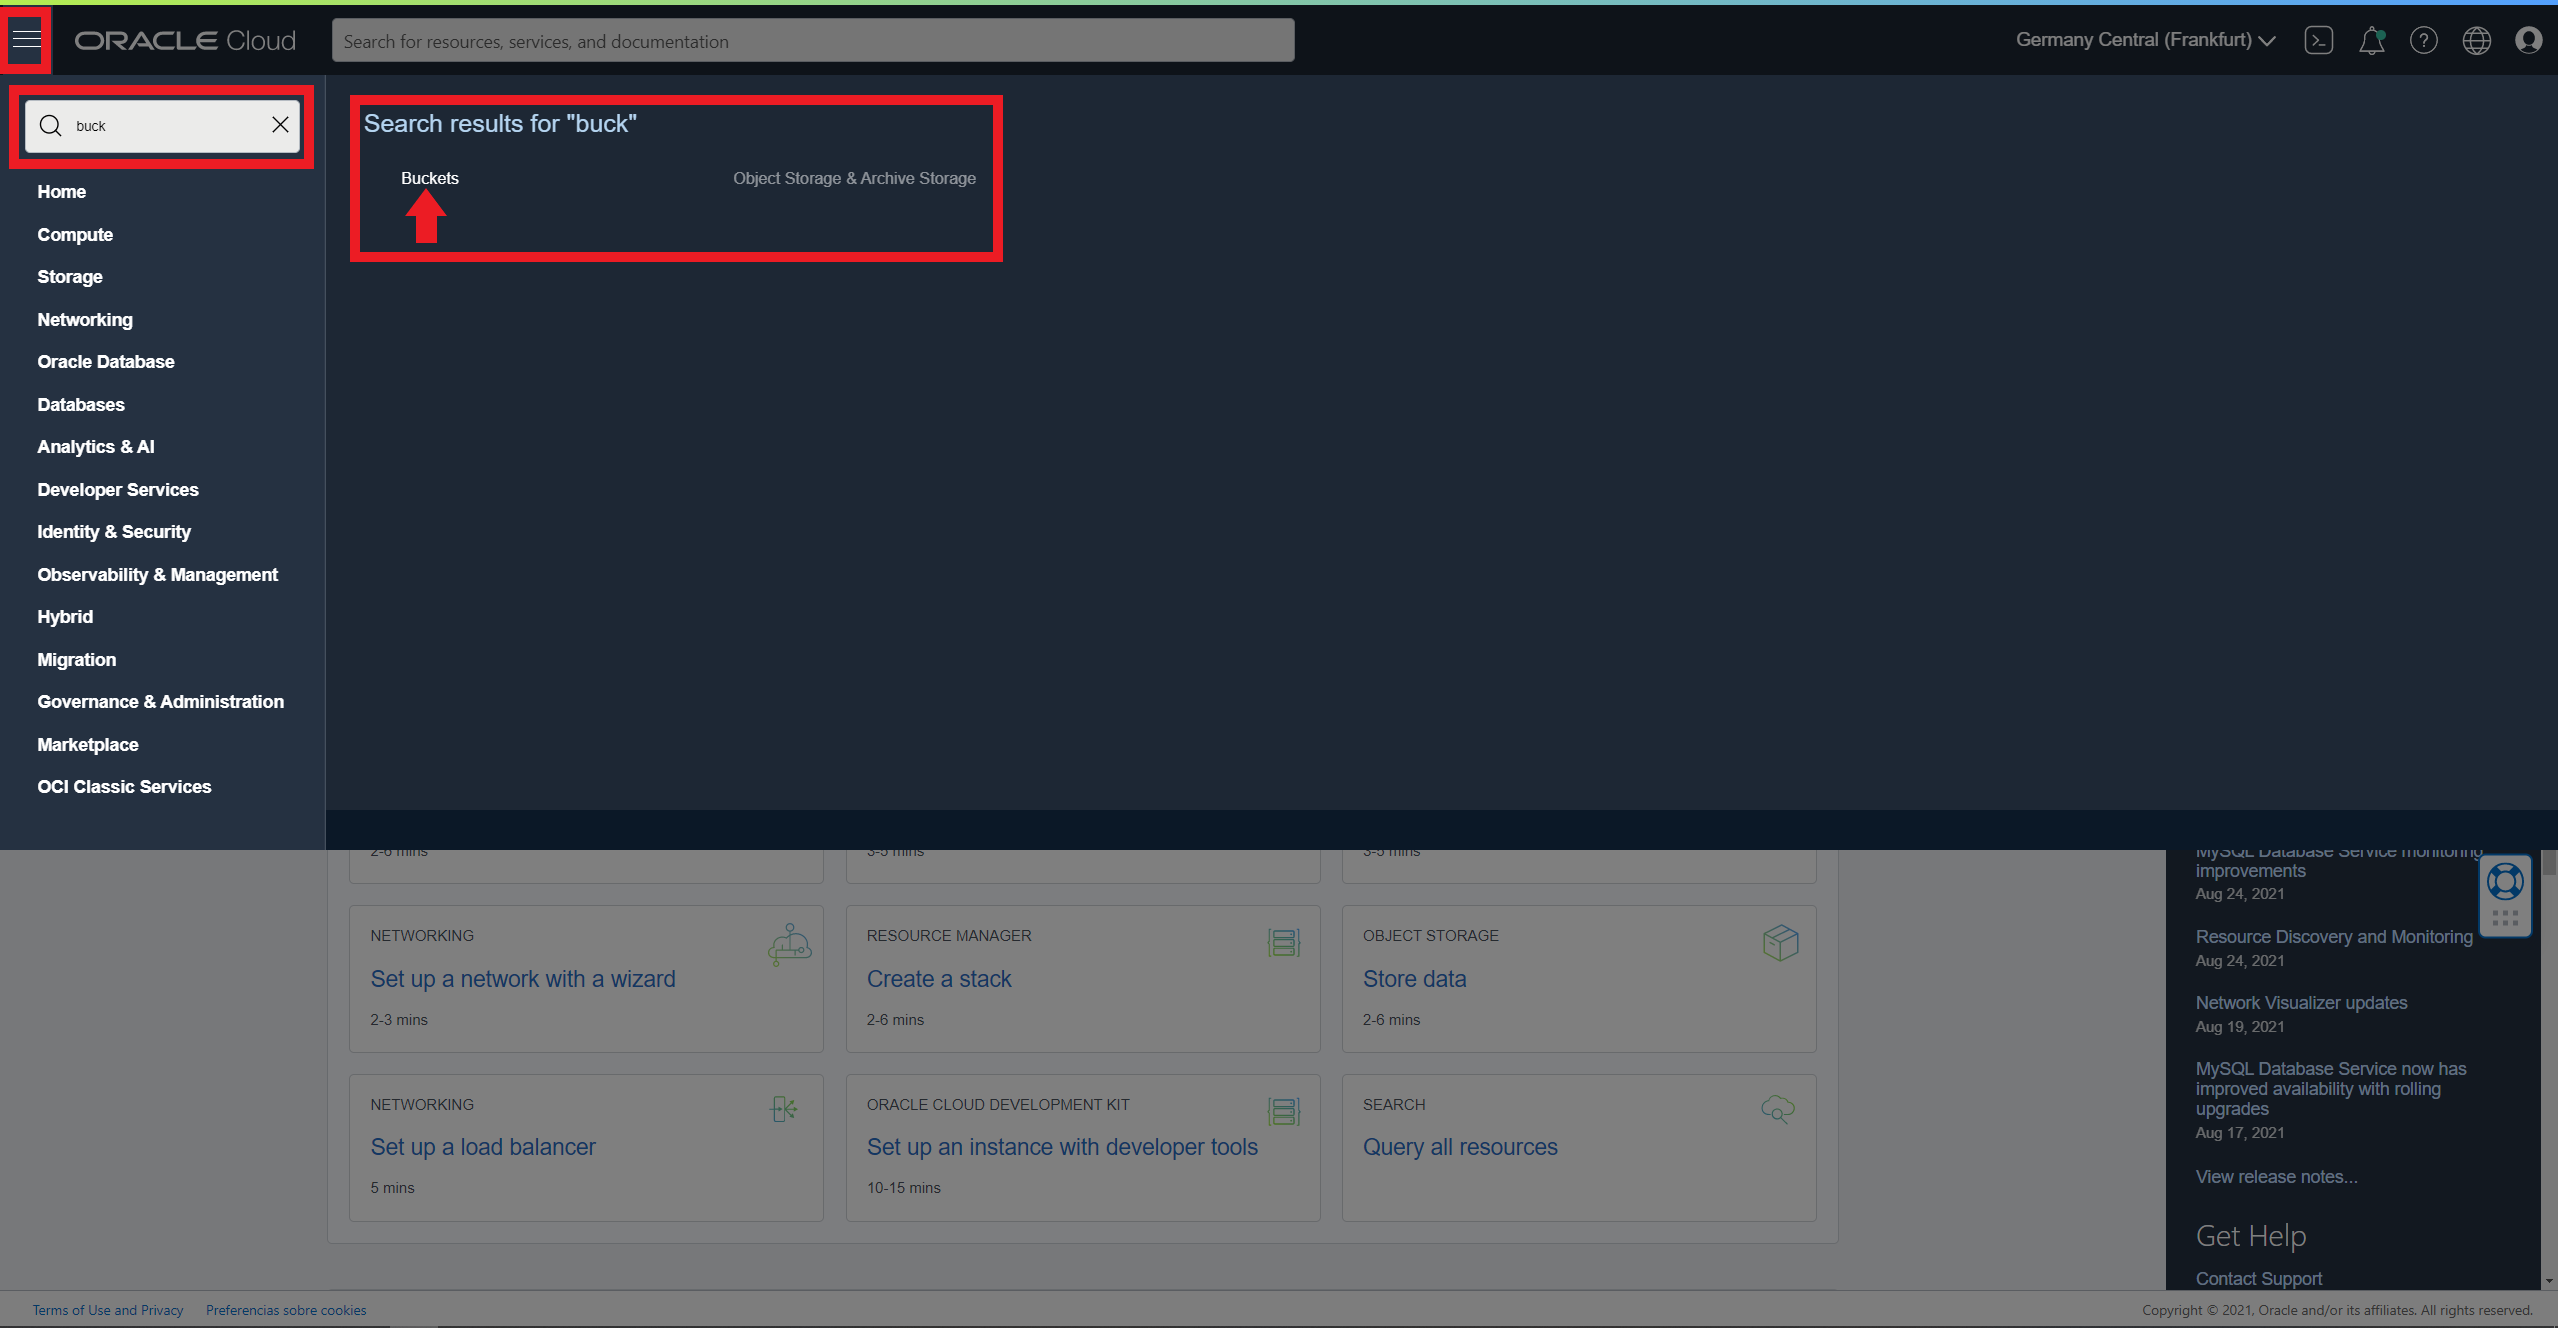 ORACLE Cloud
Search for resources, services, and documentation
Germany Central (Frankfurt)
buck
Home
Compute
Storage
Networking
Oracle Database
Databases
Analytics & AI
Developer Services
Identity & Security
Observability & Management
Hybrid
Migration
Governance & Administration
Marketplace
OCI Classic Services
Search results for "buck"
Buckets
Object Storage & Archive Storage
2-6 mins
3-5 mins
3-5 mins
NETWORKING
Set up a network with a wizard
2-3 mins
RESOURCE MANAGER
Create a stack
2-6 mins
OBJECT STORAGE
Store data
2-6 mins
NETWORKING
Set up a load balancer
5 mins
ORACLE CLOUD DEVELOPMENT KIT
Set up an instance with developer tools
10-15 mins
SEARCH
Query all resources
MySQL Database Service monitoring
improvements
Aug 24, 2021
Resource Discovery and Monitoring
Aug 24, 2021
Network Visualizer updates
Aug 19, 2021
MySQL Database Service now has
improved availability with rolling
upgrades
Aug 17, 2021
View release notes...
Get Help
Contact Support
Terms of Use and Privacy
Preferencias sobre cookies
Copyright © 2021, Oracle and/or its affiliates. All rights reserved.